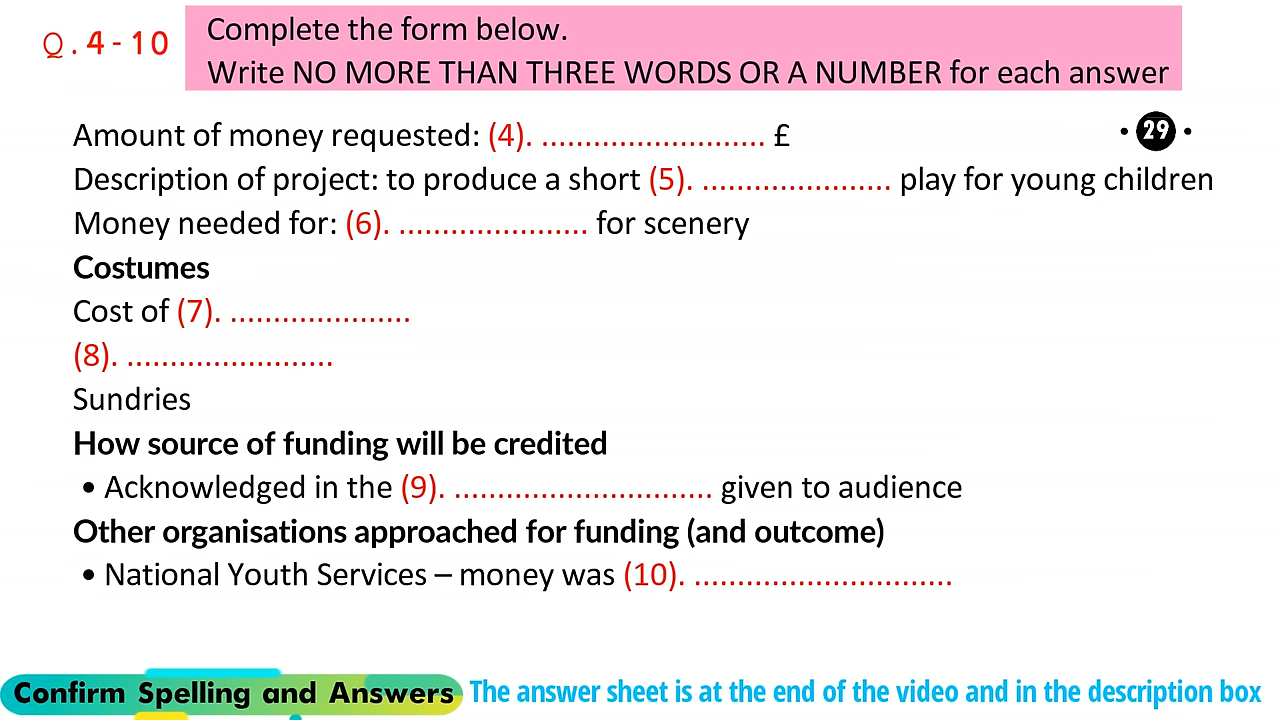 Q.4-10
Complete the form below.
Write NO MORE THAN THREE WORDS OR A NUMBER for each answer
29
Amount of money requested: (4). .......................... £
Description of project: to produce a short (5). ...................... play for young children
Money needed for: (6). ...................... for scenery
Costumes
Cost of (7). .....................
(8). ........................
Sundries
How source of funding will be credited
• Acknowledged in the (9). .............................. given to audience
Other organisations approached for funding (and outcome)
• National Youth Services – money was (10). ..............................
Confirm Spelling and Answers
The answer sheet is at the end of the video and in the description box